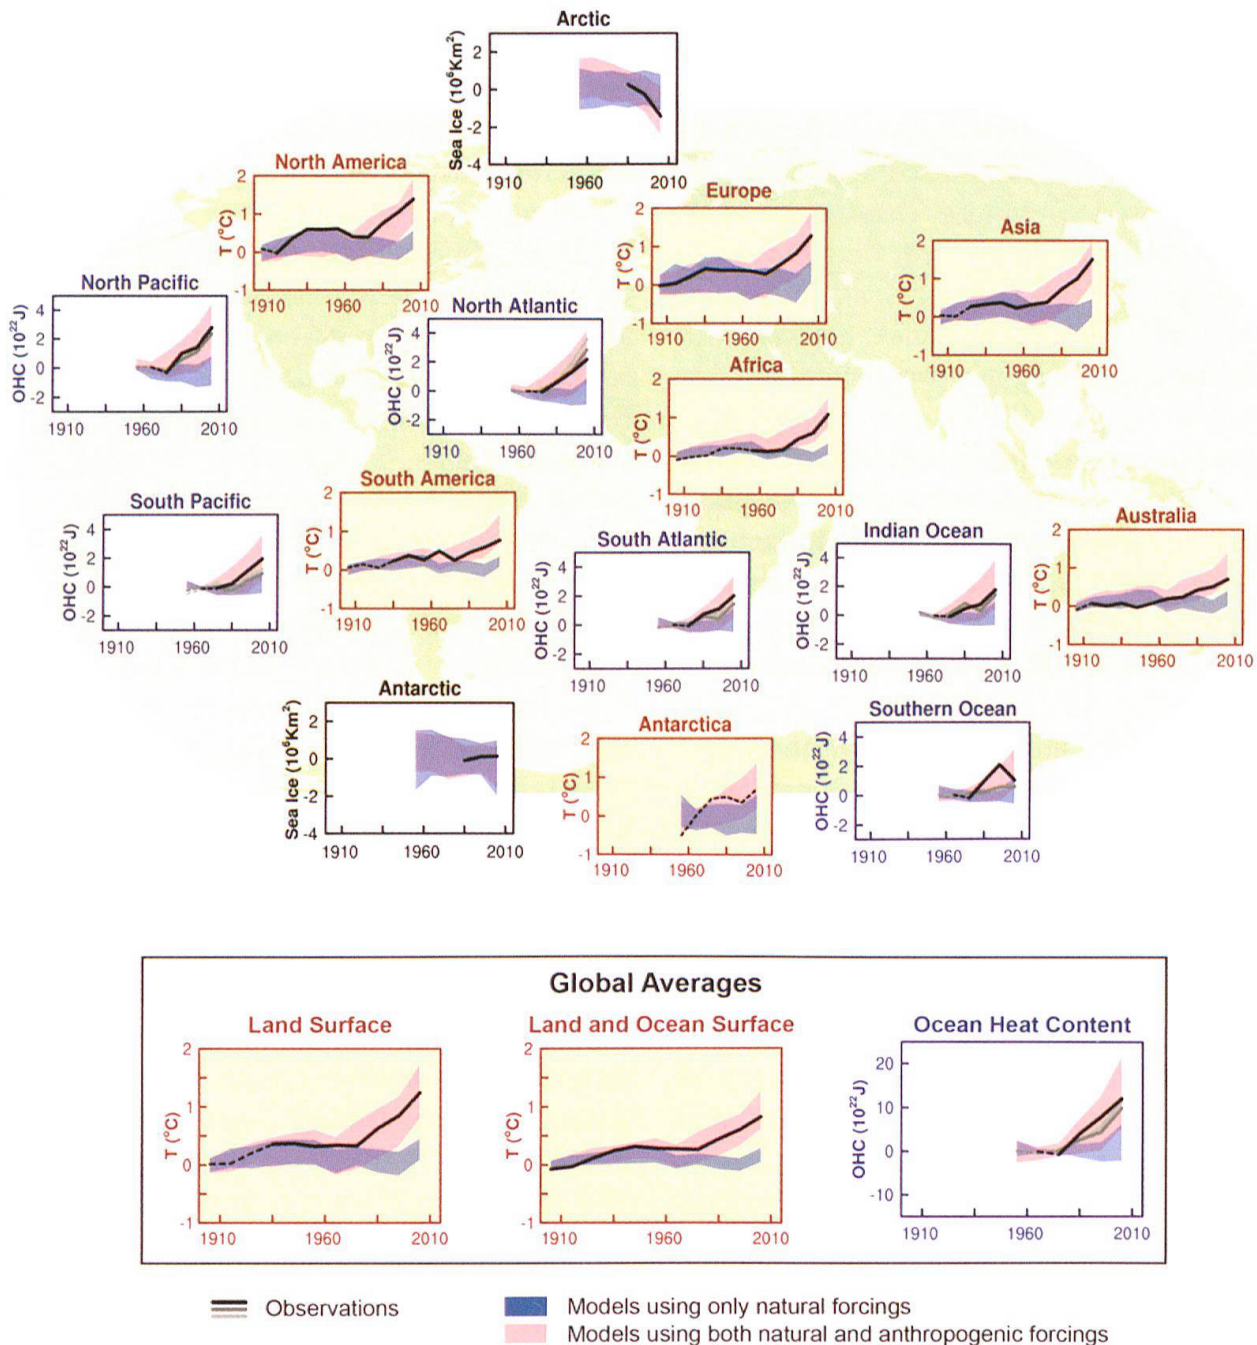 Arctic
Sea Ice (10⁶Km²)
2
0
-2
-4
1910 1960 2010
North America
T (°C)
2
1
0
-1
1910 1960 2010
Europe
T (°C)
2
1
0
-1
1910 1960 2010
Asia
T (°C)
2
1
0
-1
1910 1960 2010
North Pacific
OHC (10²²J)
4
2
0
-2
1910 1960 2010
North Atlantic
OHC (10²²J)
4
2
0
-2
1910 1960 2010
Africa
T (°C)
2
1
0
-1
1910 1960 2010
South Pacific
OHC (10²²J)
4
2
0
-2
1910 1960 2010
South America
T (°C)
2
1
0
-1
1910 1960 2010
South Atlantic
OHC (10²²J)
4
2
0
-2
1910 1960 2010
Indian Ocean
OHC (10²²J)
4
2
0
-2
1910 1960 2010
Australia
T (°C)
2
1
0
-1
1910 1960 2010
Antarctic
Sea Ice (10⁶Km²)
2
0
-2
-4
1910 1960 2010
Antarctica
T (°C)
2
1
0
-1
1910 1960 2010
Southern Ocean
OHC (10²²J)
4
2
0
-2
1910 1960 2010
Global Averages
Land Surface
T (°C)
2
1
0
-1
1910 1960 2010
Land and Ocean Surface
T (°C)
2
1
0
-1
1910 1960 2010
Ocean Heat Content
OHC (10²²J)
20
10
0
-10
1910 1960 2010
Observations
Models using only natural forcings
Models using both natural and anthropogenic forcings